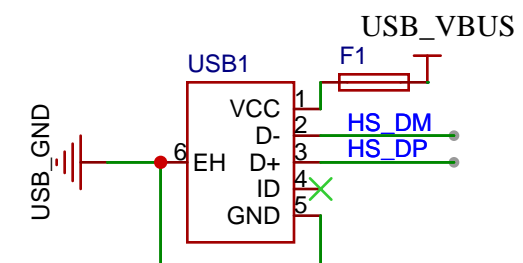 USB_VBUS
F1
USB1
1
VCC
2
D-
HS_DM
3
D+
HS_DP
6
EH
4
ID
5
GND
USB_GND